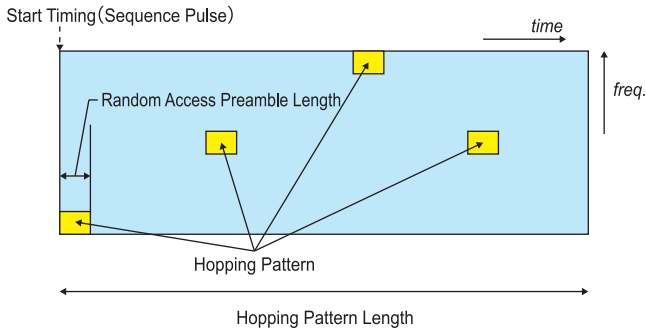 Start Timing(Sequence Pulse)
time
freq.
Random Access Preamble Length
Hopping Pattern
Hopping Pattern Length